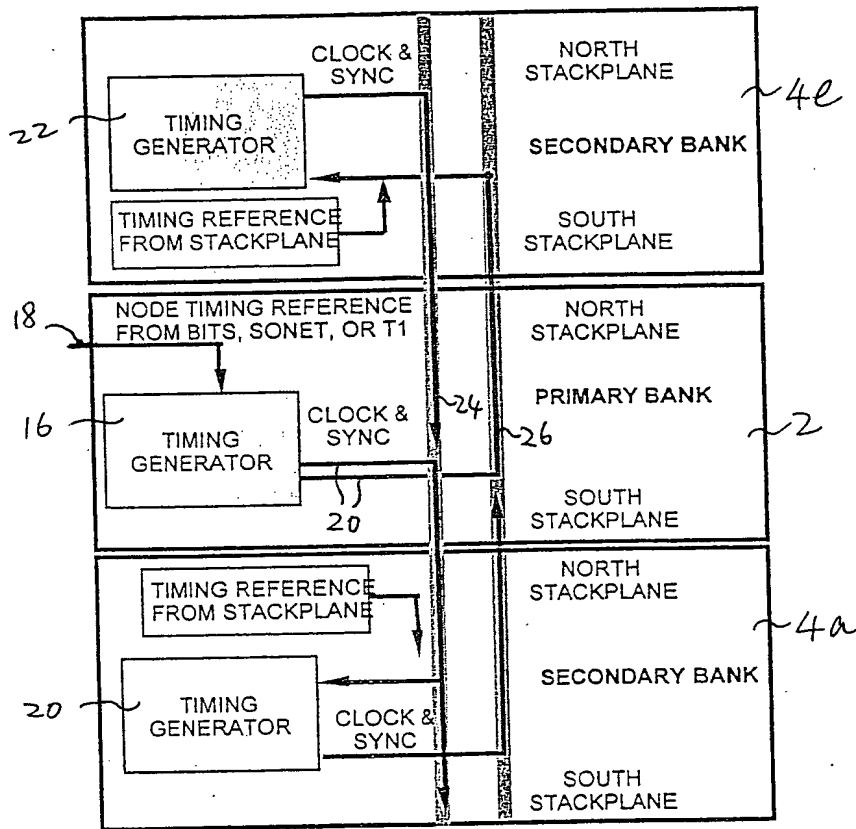 CLOCK &
SYNC
NORTH
STACKPLANE
4e
22
TIMING
GENERATOR
SECONDARY BANK
TIMING REFERENCE
FROM STACKPLANE
SOUTH
STACKPLANE
NODE TIMING REFERENCE
FROM BITS, SONET, OR T1
NORTH
STACKPLANE
18
16
TIMING
GENERATOR
CLOCK &
SYNC
24
26
PRIMARY BANK
2
20
SOUTH
STACKPLANE
TIMING REFERENCE
FROM STACKPLANE
NORTH
STACKPLANE
4a
20
TIMING
GENERATOR
CLOCK &
SYNC
SECONDARY BANK
SOUTH
STACKPLANE